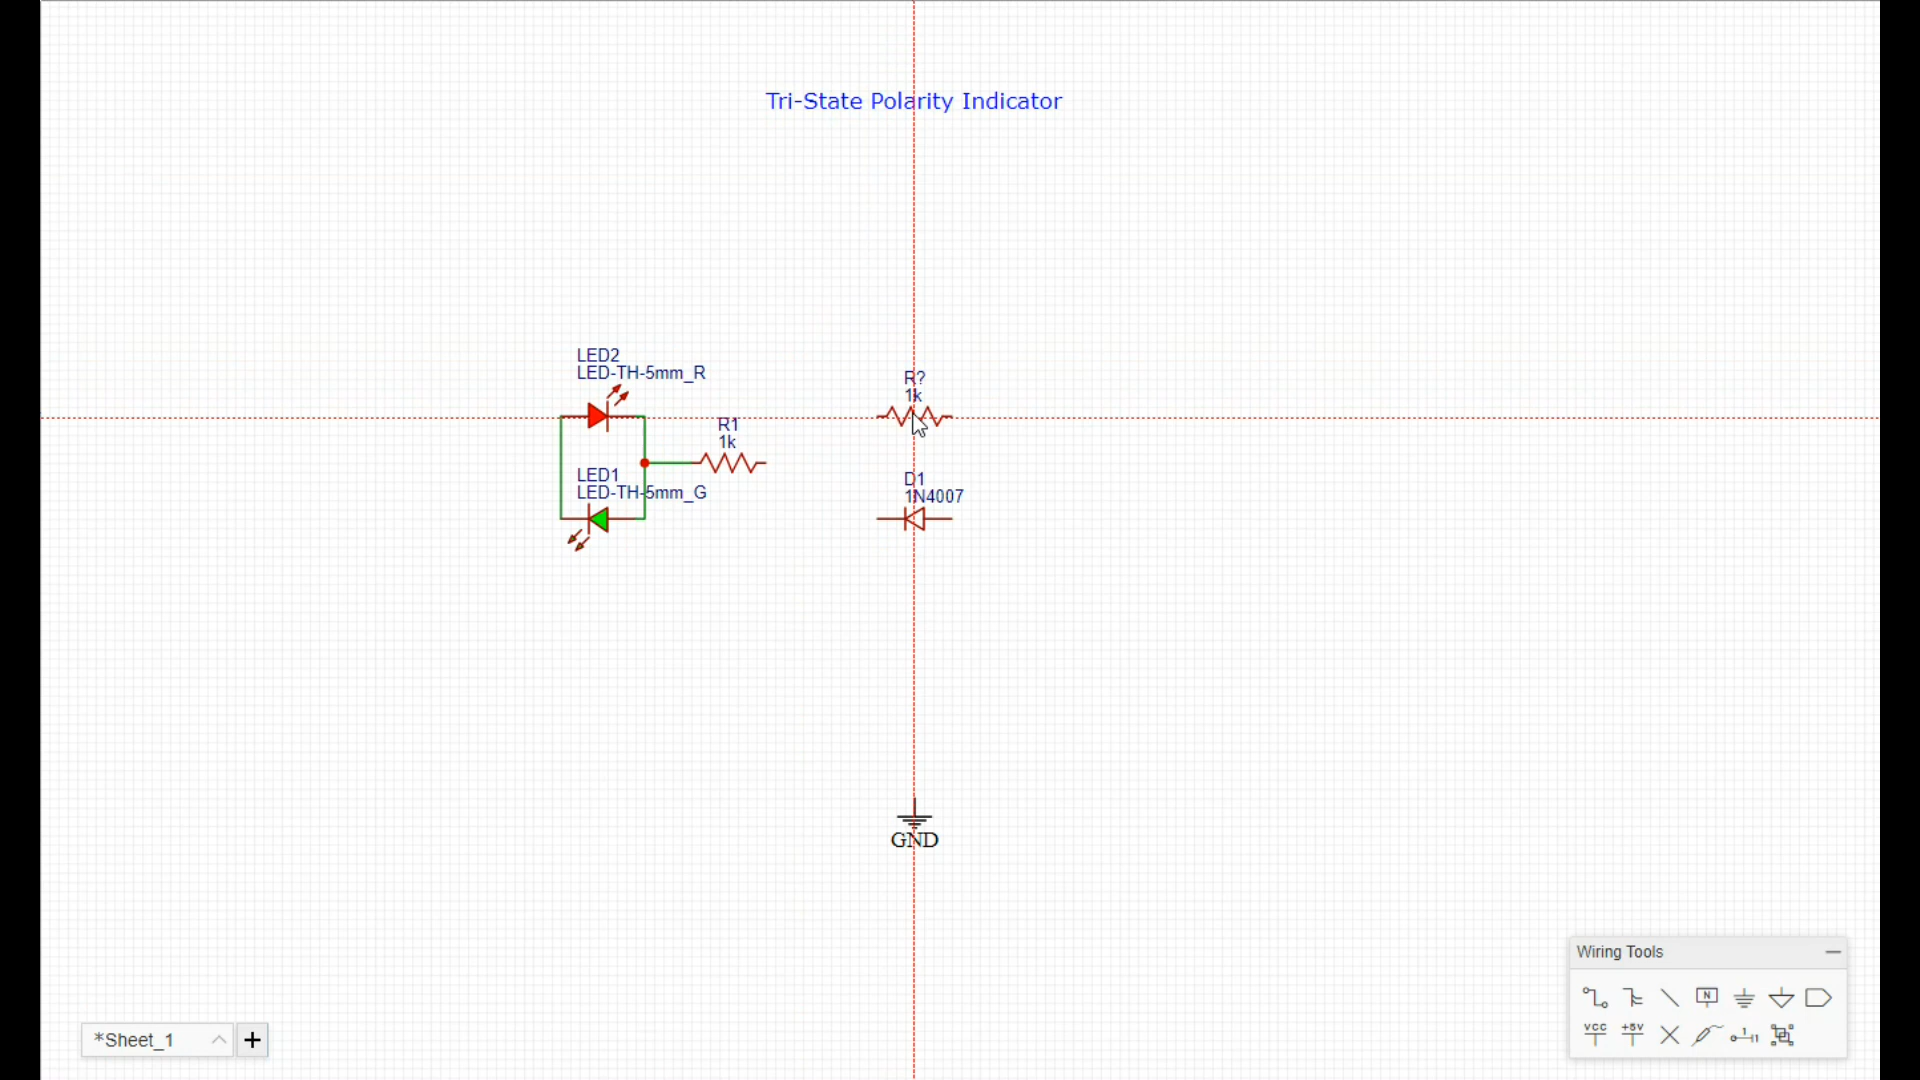 Tri-State Polarity Indicator
LED2
LED-TH-5mm_R
R?
1k
R1
1k
LED1
LED-TH-5mm_G
D1
1N4007
GND
Wiring Tools
N
VCC
+5V
1
*Sheet_1